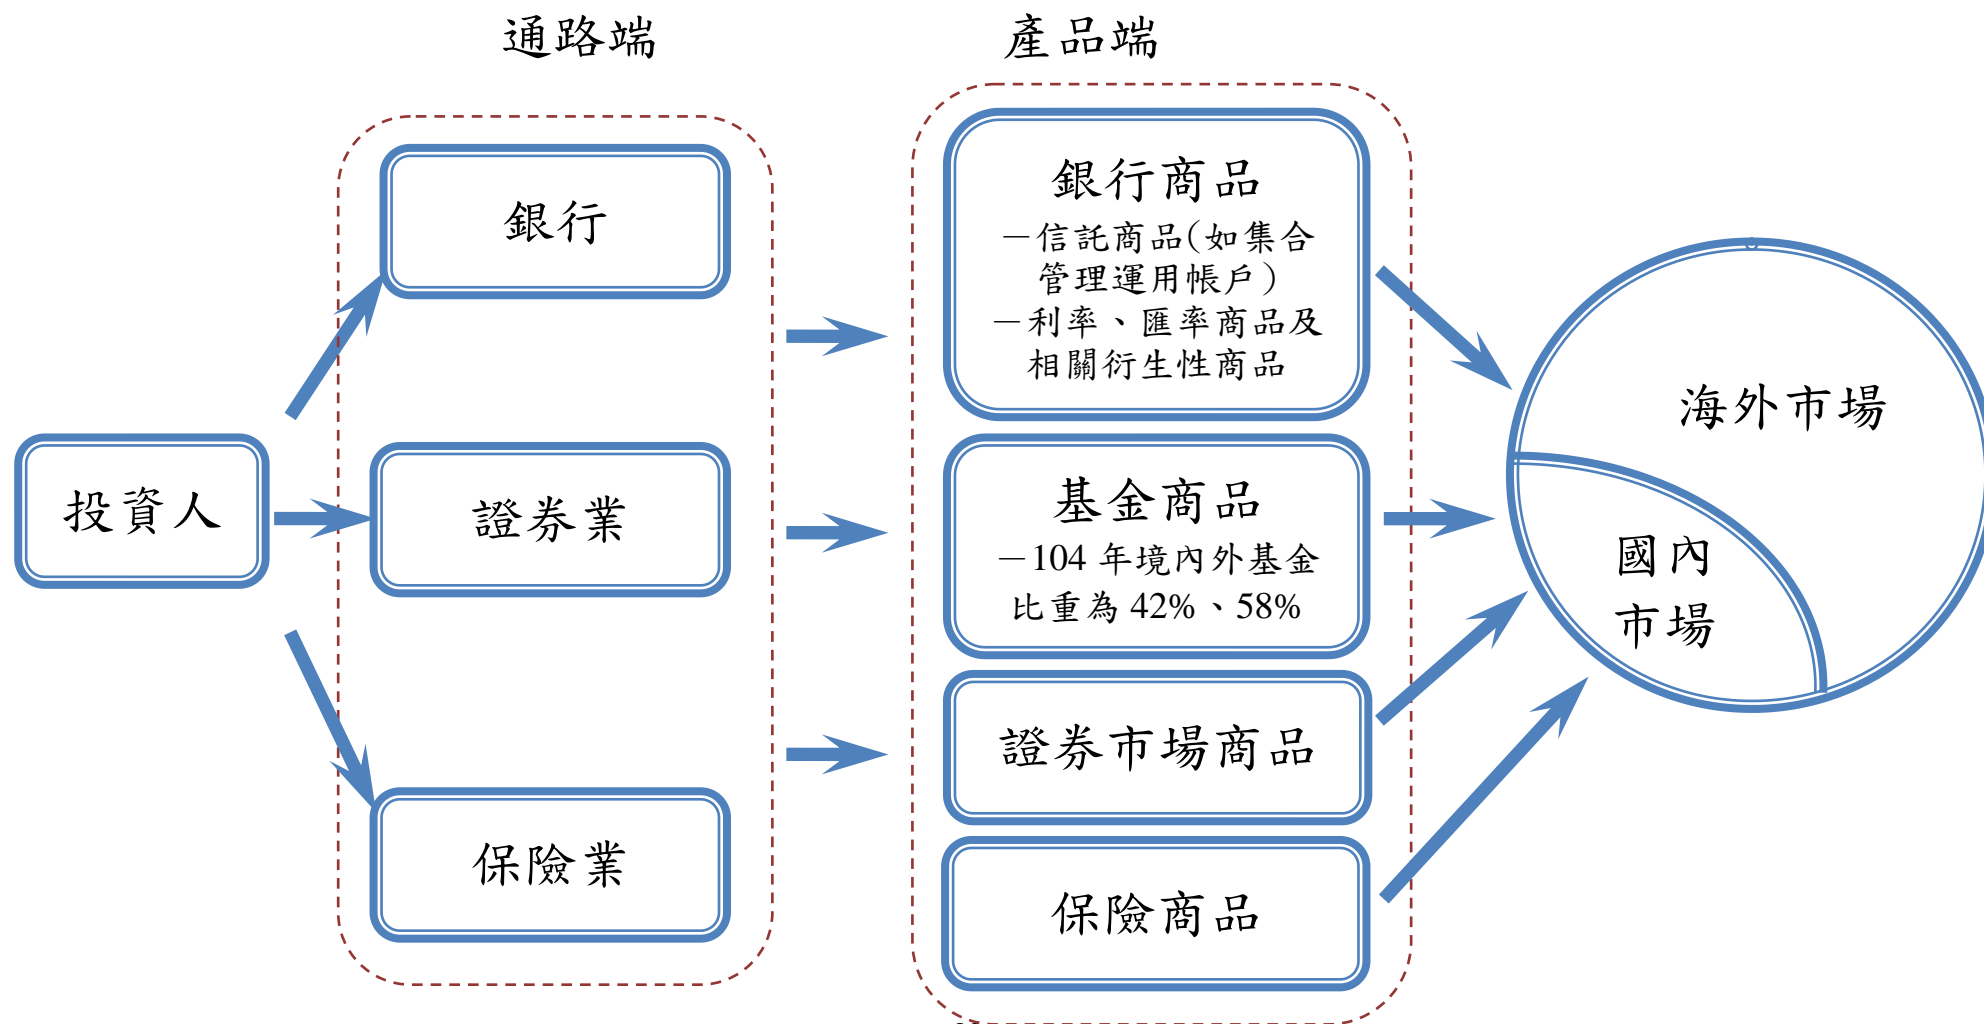 通路端
產品端
投資人
銀行
證券業
保險業
銀行商品
－信託商品(如集合
管理運用帳戶)
－利率、匯率商品及
相關衍生性商品
基金商品
－104 年境內外基金
比重為 42%、58%
證券市場商品
保險商品
海外市場
國內
市場